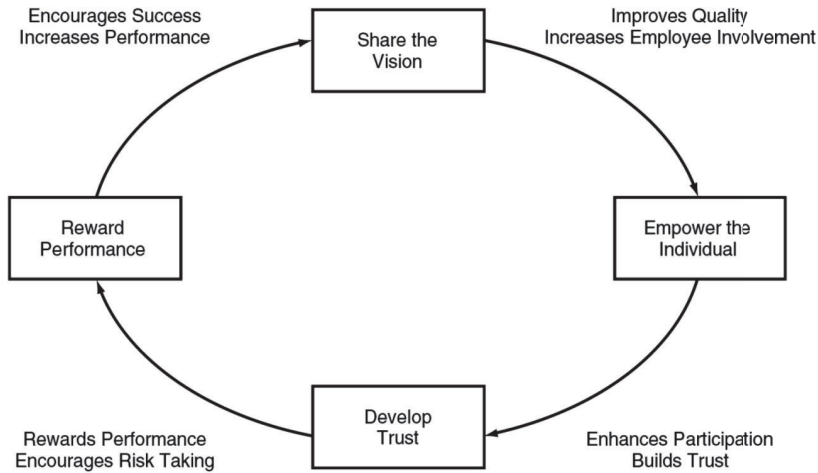 Encourages Success
Increases Performance
Share the
Vision
Improves Quality
Increases Employee Involvement
Reward
Performance
Empower the
Individual
Develop
Trust
Rewards Performance
Encourages Risk Taking
Enhances Participation
Builds Trust